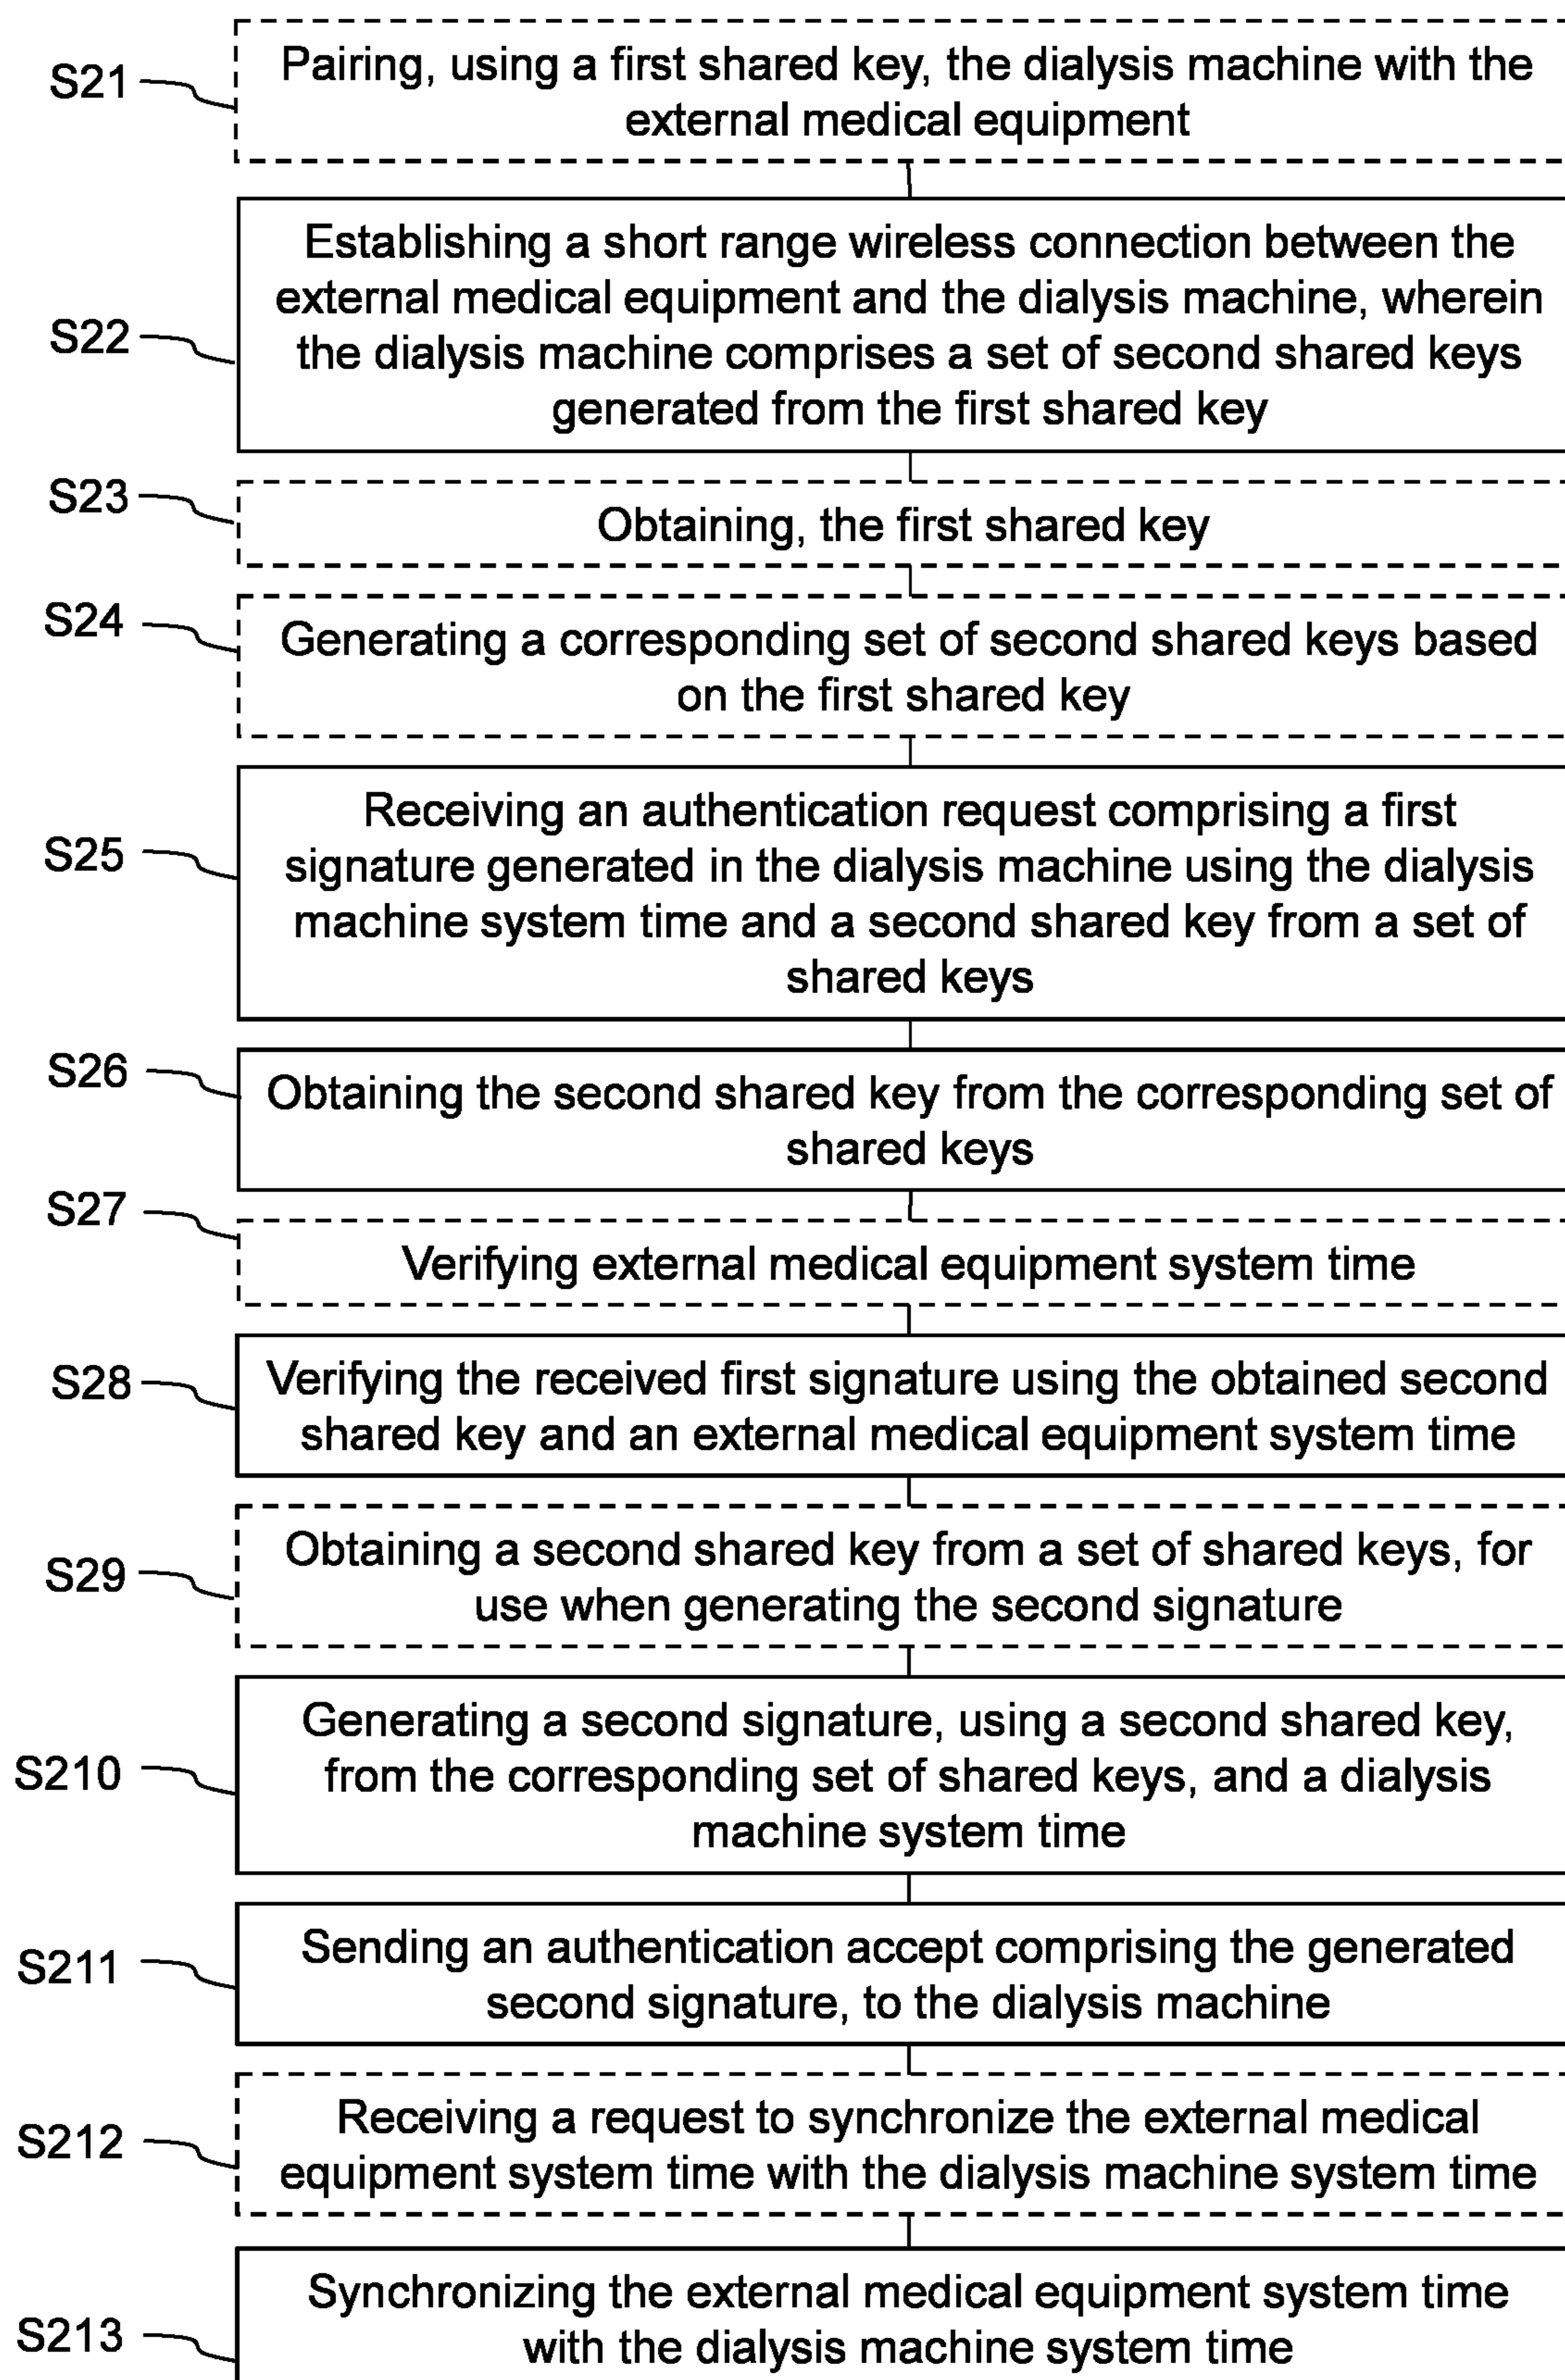 S21
Pairing, using a first shared key, the dialysis machine with the
external medical equipment
S22
Establishing a short range wireless connection between the
external medical equipment and the dialysis machine, wherein
the dialysis machine comprises a set of second shared keys
generated from the first shared key
S23
Obtaining, the first shared key
S24
Generating a corresponding set of second shared keys based
on the first shared key
S25
Receiving an authentication request comprising a first
signature generated in the dialysis machine using the dialysis
machine system time and a second shared key from a set of
shared keys
S26
Obtaining the second shared key from the corresponding set of
shared keys
S27
Verifying external medical equipment system time
S28
Verifying the received first signature using the obtained second
shared key and an external medical equipment system time
S29
Obtaining a second shared key from a set of shared keys, for
use when generating the second signature
S210
Generating a second signature, using a second shared key,
from the corresponding set of shared keys, and a dialysis
machine system time
S211
Sending an authentication accept comprising the generated
second signature, to the dialysis machine
S212
Receiving a request to synchronize the external medical
equipment system time with the dialysis machine system time
S213
Synchronizing the external medical equipment system time
with the dialysis machine system time